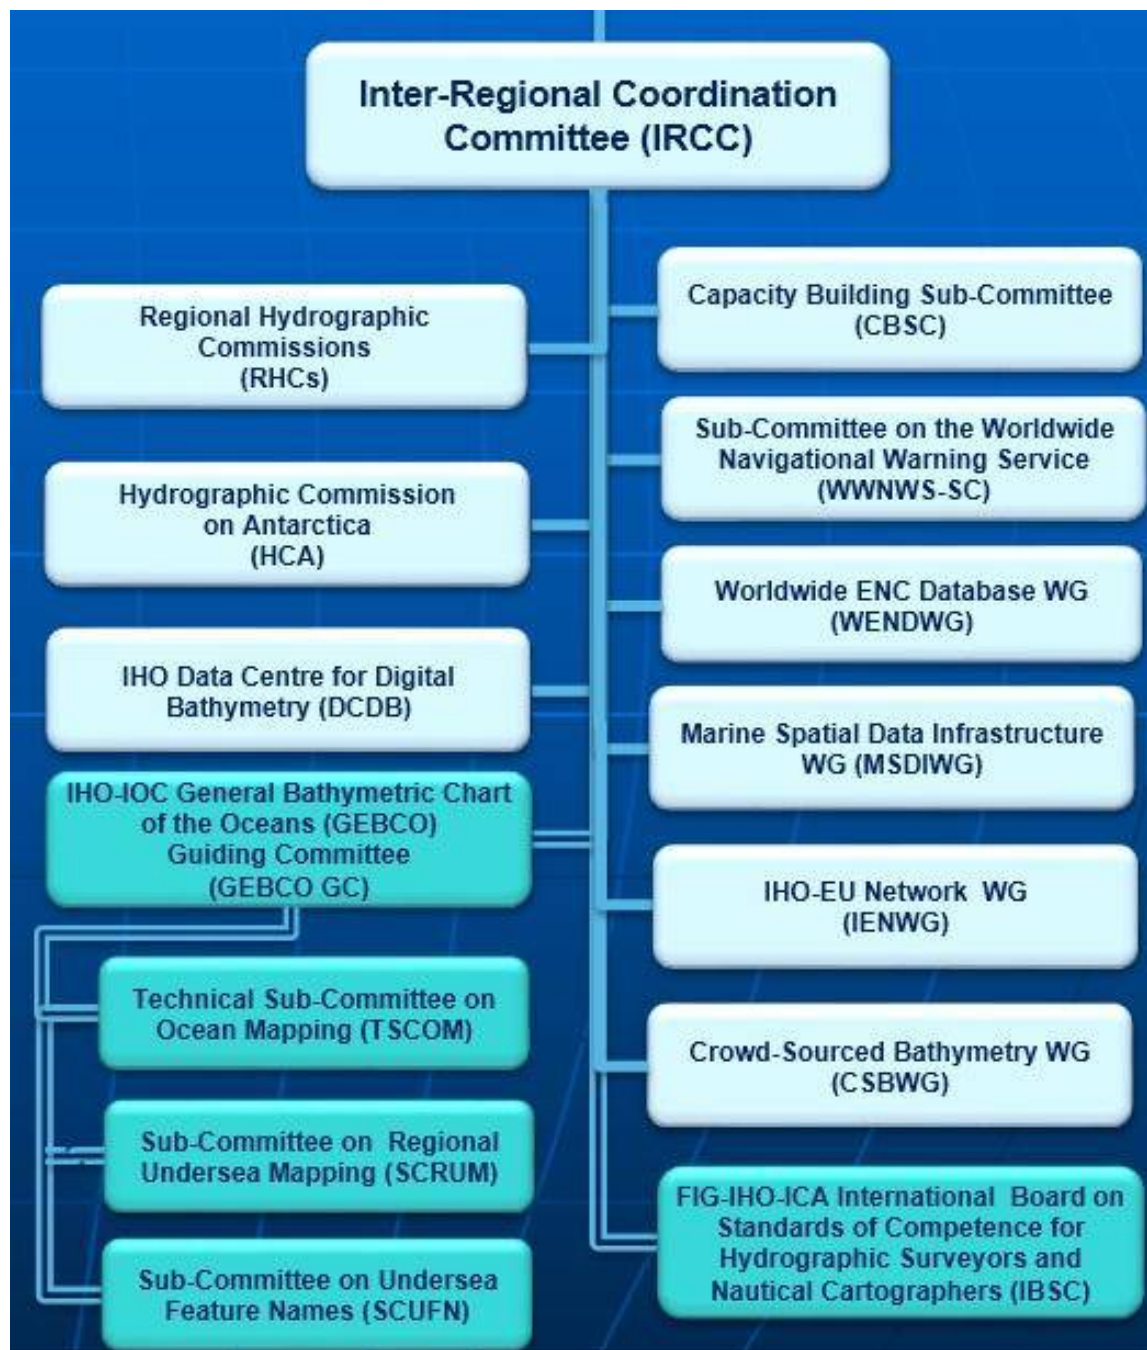 Inter-Regional Coordination
Committee (IRCC)
Regional Hydrographic
Commissions
(RHCs)
Hydrographic Commission
on Antarctica
(HCA)
IHO Data Centre for Digital
Bathymetry (DCDB)
IHO-IOC General Bathymetric Chart
of the Oceans (GEBCO)
Guiding Committee
(GEBCO GC)
Technical Sub-Committee on
Ocean Mapping (TSCOM)
Sub-Committee on Regional
Undersea Mapping (SCRUM)
Sub-Committee on Undersea
Feature Names (SCUFN)
Capacity Building Sub-Committee
(CBSC)
Sub-Committee on the Worldwide
Navigational Warning Service
(WWNWS-SC)
Worldwide ENC Database WG
(WENDWG)
Marine Spatial Data Infrastructure
WG (MSDIWG)
IHO-EU Network WG
(IENWG)
Crowd-Sourced Bathymetry WG
(CSBWG)
FIG-IHO-ICA International Board on
Standards of Competence for
Hydrographic Surveyors and
Nautical Cartographers (IBSC)